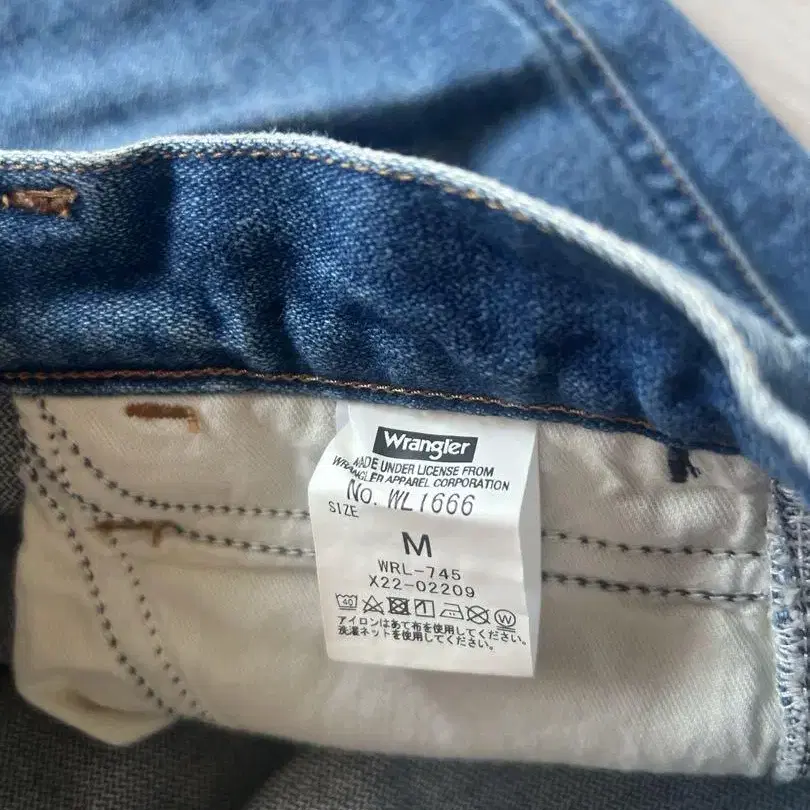 Wrangler
MADE UNDER LICENSE FROM
WRANGLER APPAREL CORPORATION
No. WL1666
SIZE
M
WRL-745
X22-02209
40
アイロンはあて布を使用してください。
洗濯ネットを使用してください。